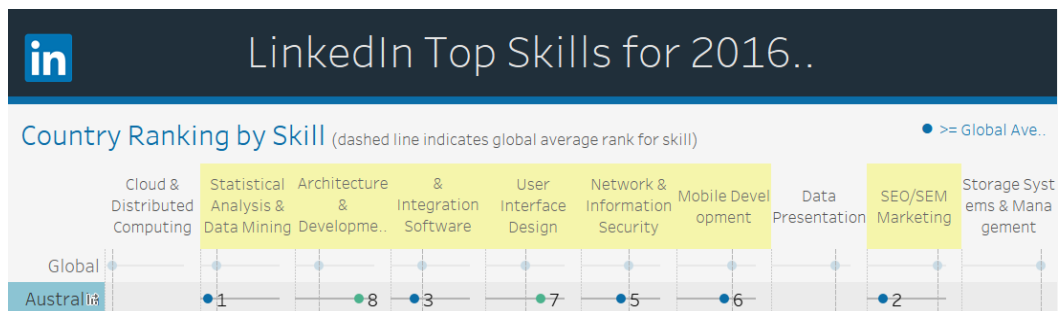 in
LinkedIn Top Skills for 2016..
Country Ranking by Skill (dashed line indicates global average rank for skill)
>= Global Ave..
Cloud &
Distributed
Computing
Statistical
Analysis &
Data Mining
Architecture
&
Developme..
&
Integration
Software
User
Interface
Design
Network &
Information
Security
Mobile Devel
opment
Data
Presentation
SEO/SEM
Marketing
Storage Syst
ems & Mana
gement
Global
Australia 1 8 3 7 5 6 2